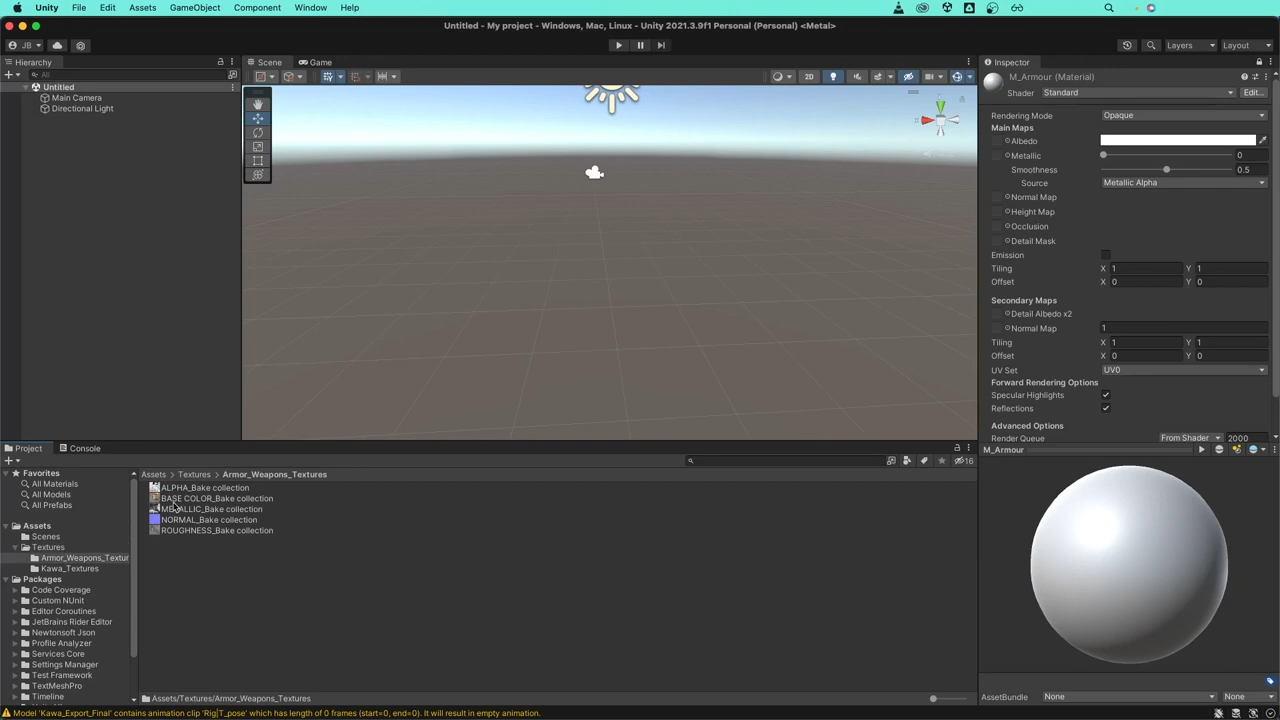 Unity File Edit Assets GameObject Component Window Help
Untitled - My project - Windows, Mac, Linux - Unity 2021.3.9f1 Personal (Personal) <Metal>
JB Layers Layout
Hierarchy Scene Game Inspector
All 2D M_Armour (Material)
Untitled Shader Standard Edit...
Main Camera
Directional Light
Rendering Mode Opaque
Main Maps
Albedo
Metallic 0
Smoothness 0.5
Source Metallic Alpha
Normal Map
Height Map
Occlusion
Detail Mask
Emission
Tiling X 1 Y 1
Offset X 0 Y 0
Secondary Maps
Detail Albedo x2
Normal Map 1
Tiling X 1 Y 1
Offset X 0 Y 0
UV Set UV0
Forward Rendering Options
Specular Highlights
Reflections
Advanced Options
Render Queue From Shader 2000
Project Console M_Armour
16
Favorites
All Materials
All Models
All Prefabs
Assets
Scenes
Textures
Armor_Weapons_Textur
Kawa_Textures
Packages
Code Coverage
Custom NUnit
Editor Coroutines
JetBrains Rider Editor
Newtonsoft Json
Profile Analyzer
Services Core
Settings Manager
Test Framework
TextMeshPro
Timeline
Assets > Textures > Armor_Weapons_Textures
ALPHA_Bake collection
BASE COLOR_Bake collection
METALLIC_Bake collection
NORMAL_Bake collection
ROUGHNESS_Bake collection
Assets/Textures/Armor_Weapons_Textures
AssetBundle None None
Model 'Kawa_Export_Final' contains animation clip 'Rig|T_pose' which has length of 0 frames (start=0, end=0). It will result in empty animation.